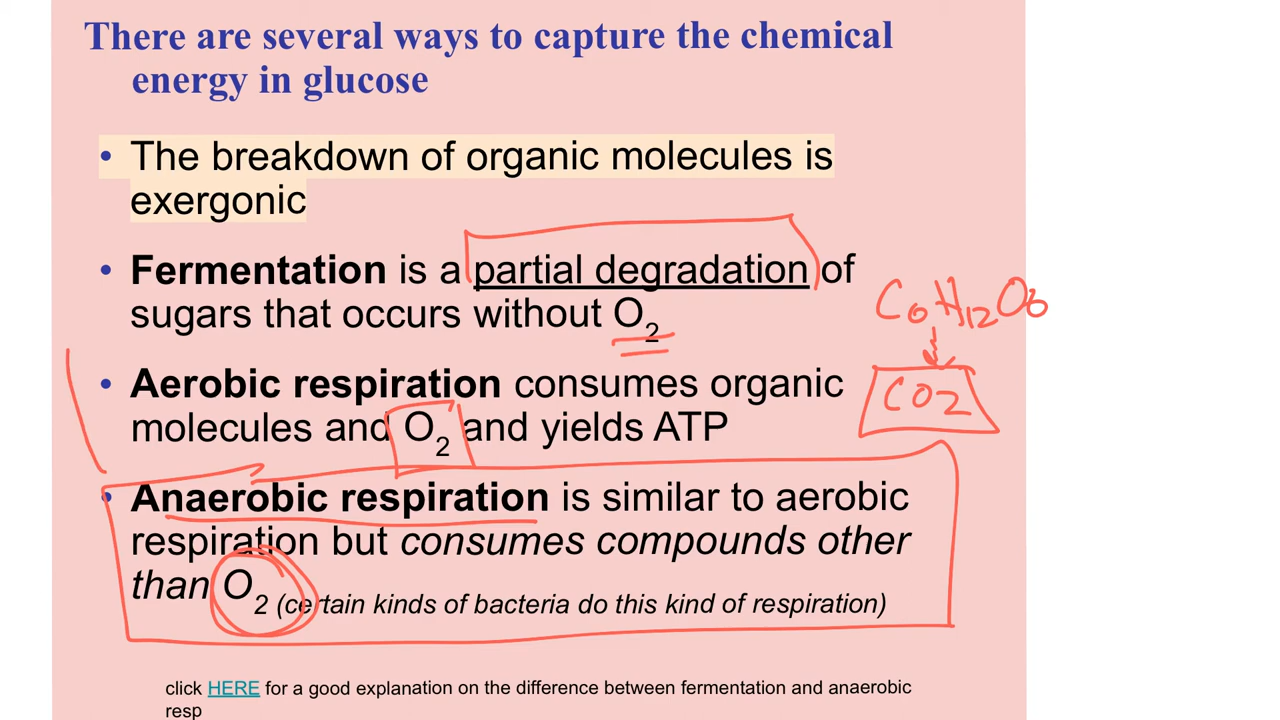 There are several ways to capture the chemical
energy in glucose
• The breakdown of organic molecules is
exergonic
• Fermentation is a partial degradation of
sugars that occurs without O2
C6H12O6
CO2
• Aerobic respiration consumes organic
molecules and O2 and yields ATP
• Anaerobic respiration is similar to aerobic
respiration but consumes compounds other
than O2 (certain kinds of bacteria do this kind of respiration)
click HERE for a good explanation on the difference between fermentation and anaerobic
resp